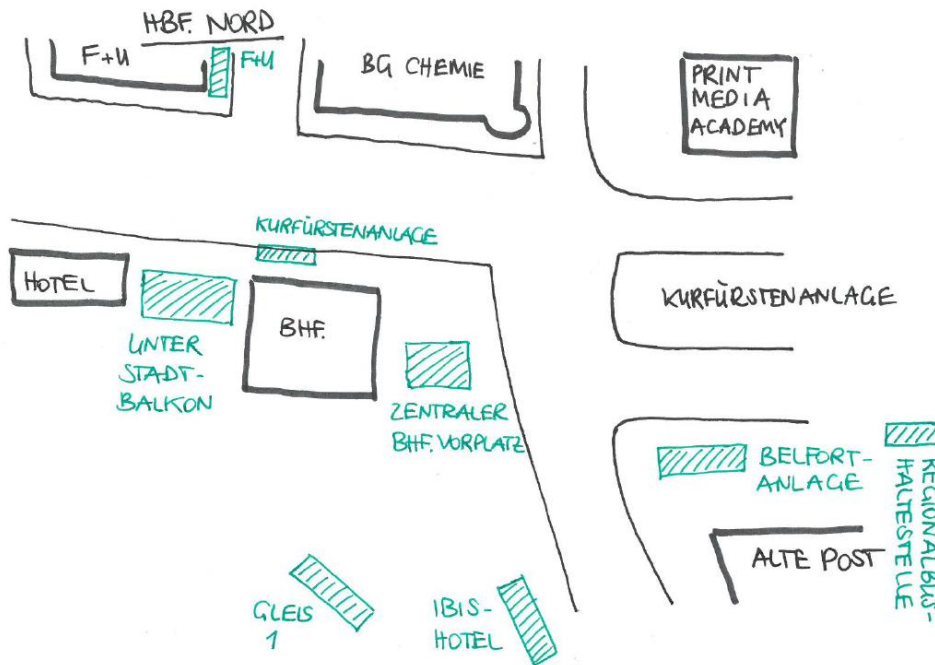 HBF. NORD
F+U
F+U
BG CHEMIE
PRINT
MEDIA
ACADEMY
KURFÜRSTENANLAGE
HOTEL
BHF.
KURFÜRSTENANLAGE
UNTER
STADT-
BALKON
ZENTRALER
BHF. VORPLATZ
BELFORT-
ANLAGE
REGIONALBUS-
HALTESTELLE
ALTE POST
GLEIS
1
IBIS-
HOTEL